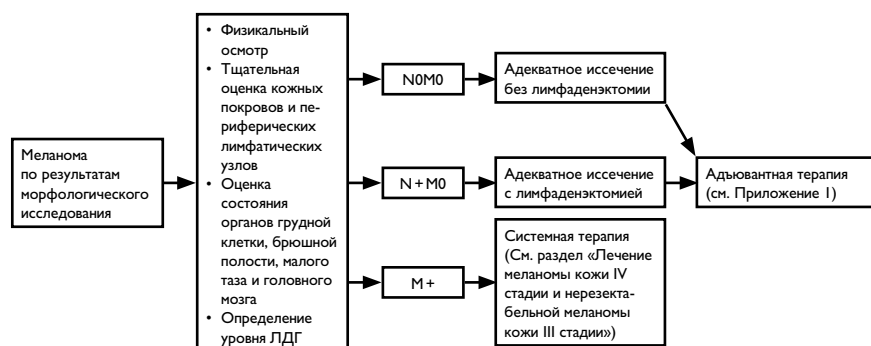 Меланома
по результатам
морфологического
исследования
• Физикальный
осмотр
• Тщательная
оценка кожных
покровов и пе-
риферических
лимфатических
узлов
• Оценка
состояния
органов грудной
клетки, брюшной
полости, малого
таза и головного
мозга
• Определение
уровня ЛДГ
N0M0
Адекватное иссечение
без лимфаденэктомии
N+M0
Адекватное иссечение
с лимфаденэктомией
Адъювантная терапия
(см. Приложение 1)
M+
Системная терапия
(См. раздел «Лечение
меланомы кожи IV
стадии и нерезекта-
бельной меланомы
кожи III стадии»)